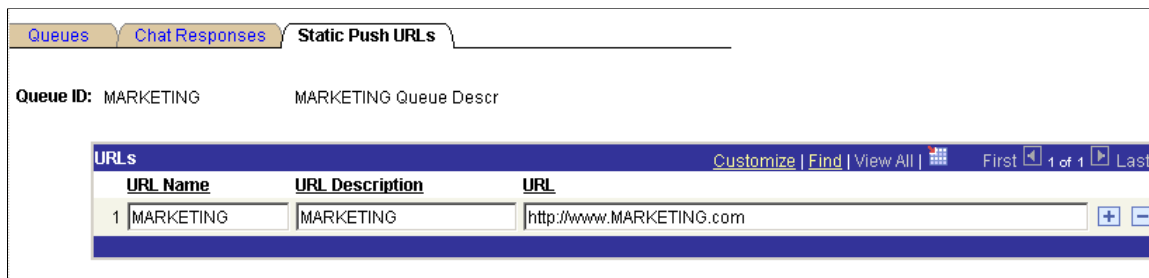 Queues Chat Responses Static Push URLs
Queue ID: MARKETING MARKETING Queue Descr
URLs Customize | Find | View All | First 1 of 1 Last
URL Name URL Description URL
1 MARKETING MARKETING http://www.MARKETING.com